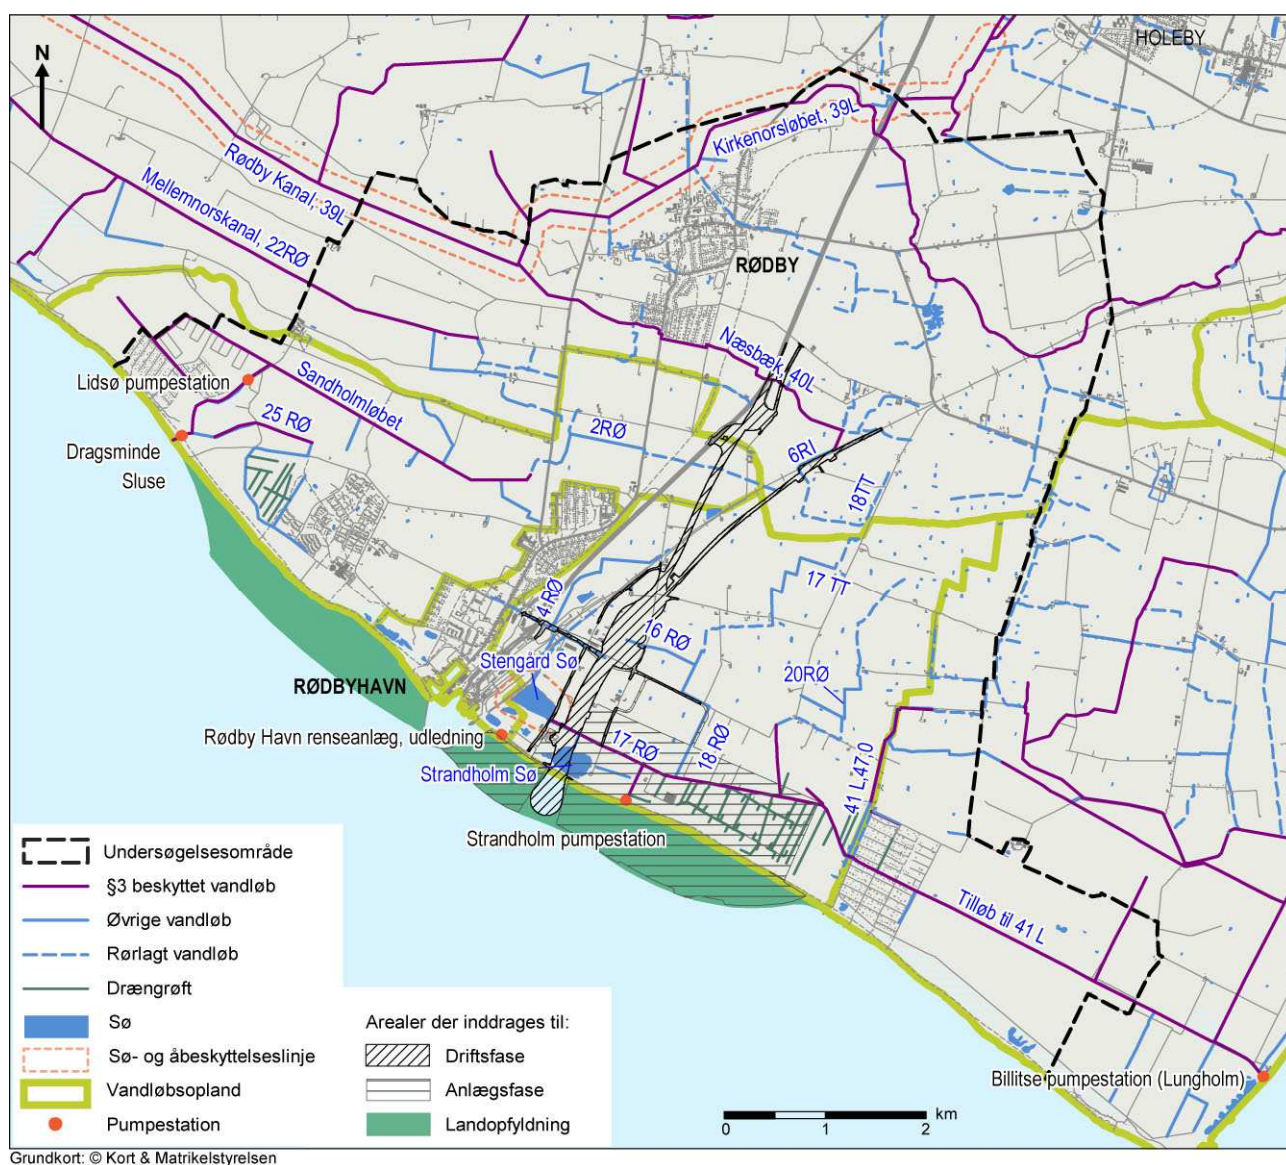 HOLEBY
N
Kirkenorsløbet, 39L
Rødby Kanal, 39L
Mellemnorskanal, 22RØ
RØDBY
Næsbæk, 40L
Lidsø pumpestation
Sandholmløbet
25 RØ
2RØ
6RI
Dragsminde
Sluse
18TT
17 TT
4 RØ
16 RØ
Stengård Sø
20RØ
RØDBYHAVN
Rødby Havn renseanlæg, udledning
17 RØ
18 RØ
Strandholm Sø
41 L,47,0
Strandholm pumpestation
Tilløb til 41 L
Billitse pumpestation (Lungholm)
Undersøgelsesområde
§3 beskyttet vandløb
Øvrige vandløb
Rørlagt vandløb
Drængrøft
Sø
Sø- og åbeskyttelseslinje
Vandløbsopland
Pumpestation
Arealer der inddrages til:
Driftsfase
Anlægsfase
Landopfyldning
km
0 1 2
Grundkort: © Kort & Matrikelstyrelsen